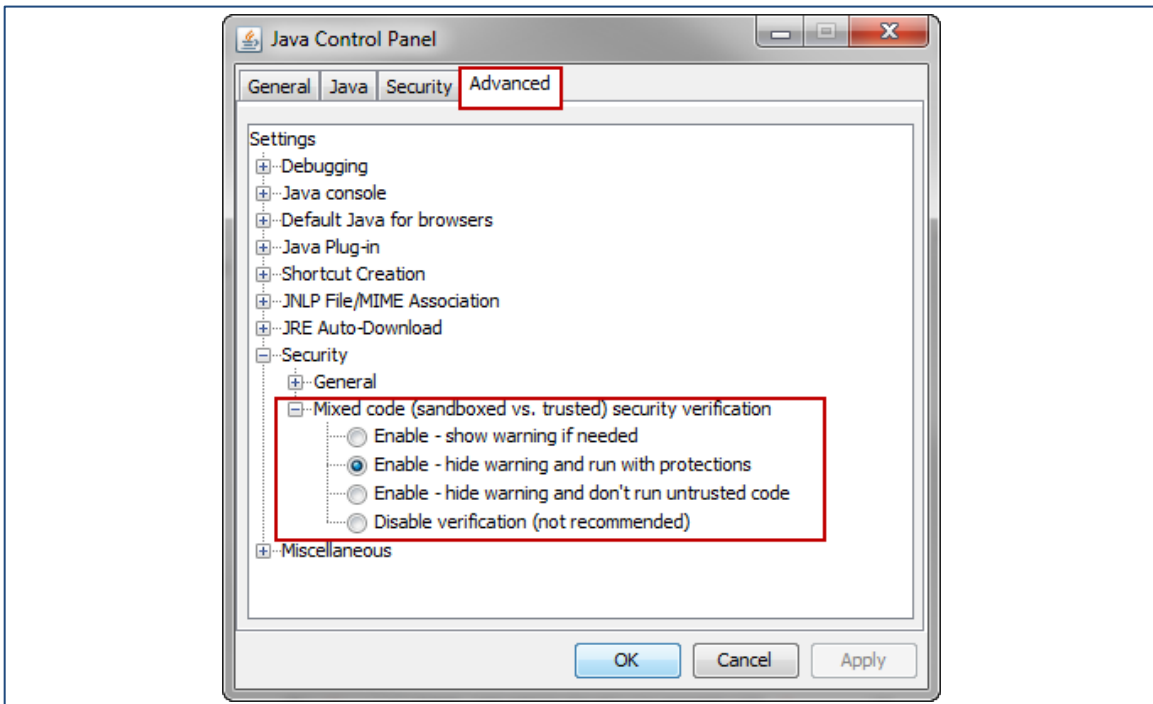 Java Control Panel
General Java Security Advanced
Settings
Debugging
Java console
Default Java for browsers
Java Plug-in
Shortcut Creation
JNLP File/MIME Association
JRE Auto-Download
Security
General
Mixed code (sandboxed vs. trusted) security verification
Enable - show warning if needed
Enable - hide warning and run with protections
Enable - hide warning and don't run untrusted code
Disable verification (not recommended)
Miscellaneous
OK Cancel Apply